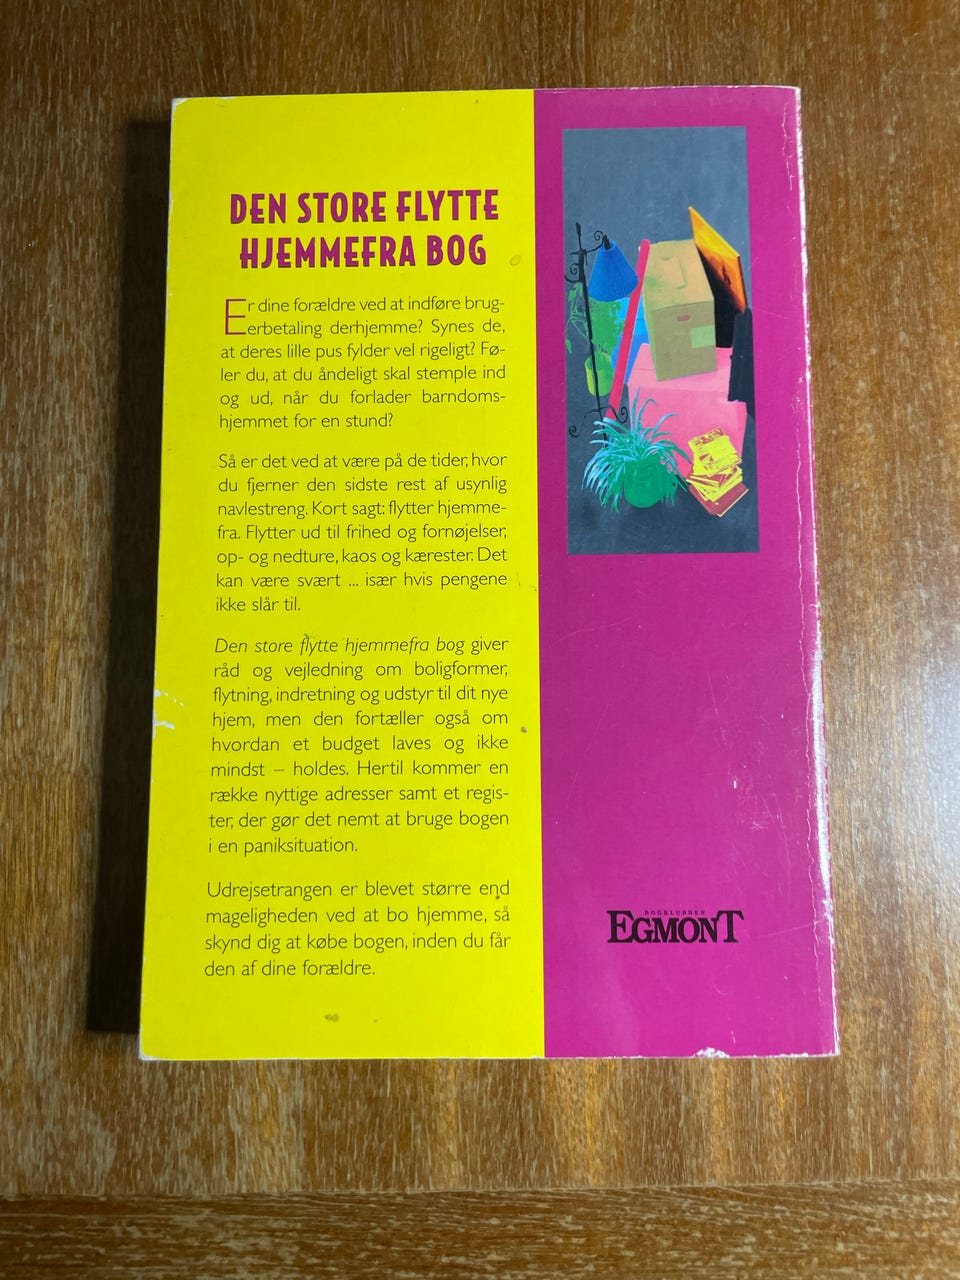 DEN STORE FLYTTE
HJEMMEFRA BOG
Er dine forældre ved at indføre brug-
erbetaling derhjemme? Synes de,
at deres lille pus fylder vel rigeligt? Fø-
ler du, at du åndeligt skal stemple ind
og ud, når du forlader barndoms-
hjemmet for en stund?
Så er det ved at være på de tider, hvor
du fjerner den sidste rest af usynlig
navlestreng. Kort sagt: flytter hjemme-
fra. Flytter ud til frihed og fornøjelser,
op- og nedture, kaos og kærester. Det
kan være svært ... især hvis pengene
ikke slår til.
Den store flytte hjemmefra bog giver
råd og vejledning om boligformer,
flytning, indretning og udstyr til dit nye
hjem, men den fortæller også om
hvordan et budget laves og ikke
mindst – holdes. Hertil kommer en
række nyttige adresser samt et regis-
ter, der gør det nemt at bruge bogen
i en paniksituation.
Udrejsetrangen er blevet større end
mageligheden ved at bo hjemme, så
skynd dig at købe bogen, inden du får
den af dine forældre.
BOGKLUBBEN
EGMONT